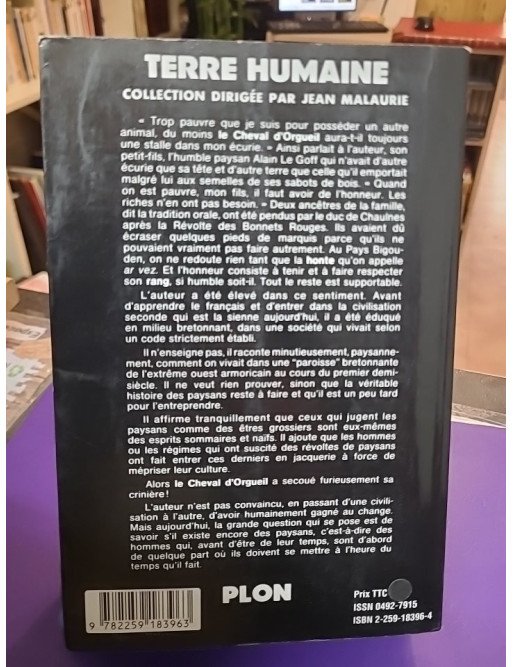 TERRE HUMAINE
COLLECTION DIRIGÉE PAR JEAN MALAURIE
« Trop pauvre que je suis pour posséder un autre
animal, du moins le Cheval d'Orgueil aura-t-il toujours
une stalle dans mon écurie. » Ainsi parlait à l'auteur, son
petit-fils, l'humble paysan Alain Le Goff qui n'avait d'autre
écurie que sa tête et d'autre terre que celle qu'il emportait
malgré lui aux semelles de ses sabots de bois. « Quand
on est pauvre, mon fils, il faut avoir de l'honneur. Les
riches n'en ont pas besoin. » Deux ancêtres de la famille,
dit la tradition orale, ont été pendus par le duc de Chaulnes
après la Révolte des Bonnets Rouges. Ils avaient dû
écraser quelques pieds de marquis parce qu'ils ne
pouvaient vraiment pas faire autrement. Au Pays Bigou-
den, on ne redoute rien tant que la honte qu'on appelle
ar vez. Et l'honneur consiste à tenir et à faire respecter
son rang, si humble soit-il. Tout le reste est supportable.
L'auteur a été élevé dans ce sentiment. Avant
d'apprendre le français et d'entrer dans la civilisation
seconde qui est la sienne aujourd'hui, il a été éduqué
en milieu bretonnant, dans une société qui vivait selon
un code strictement établi.
Il n'enseigne pas, il raconte minutieusement, paysanne-
ment, comment on vivait dans une "paroisse" bretonnante
de l'extrême ouest armoricain au cours du premier demi-
siècle. Il ne veut rien prouver, sinon que la véritable
histoire des paysans reste à faire et qu'il est un peu tard
pour l'entreprendre.
Il affirme tranquillement que ceux qui jugent les
paysans comme des êtres grossiers sont eux-mêmes
des esprits sommaires et naïfs. Il ajoute que les hommes
ou les régimes qui ont suscité des révoltes de paysans
ont fait entrer ces derniers en jacquerie à force de
mépriser leur culture.
Alors le Cheval d'Orgueil a secoué furieusement sa
crinière !
L'auteur n'est pas convaincu, en passant d'une civili-
sation à l'autre, d'avoir humainement gagné au change.
Mais aujourd'hui, la grande question qui se pose est de
savoir s'il existe encore des paysans, c'est-à-dire des
hommes qui, avant d'être de leur temps, sont d'abord
de quelque part où ils doivent se mettre à l'heure du
temps qu'il fait.
PLON
Prix TTC
ISSN 0492-7915
ISBN 2-259-18396-4
9 782259 183963